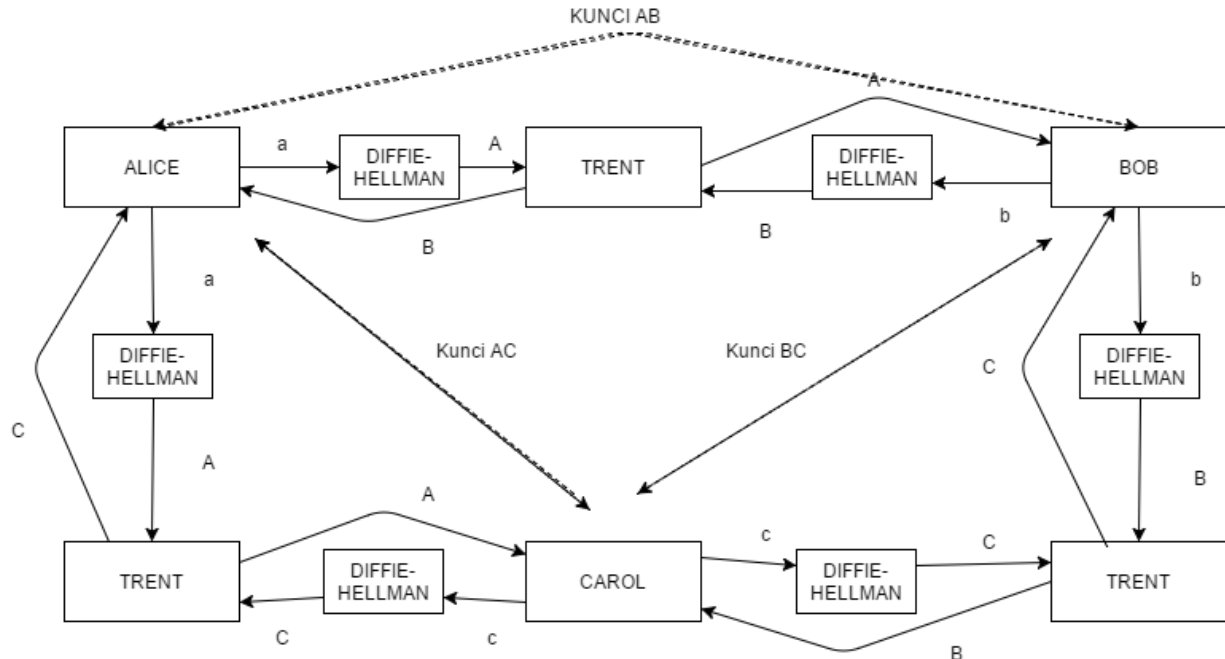 KUNCI AB
A
ALICE
a
DIFFIE-
HELLMAN
A
TRENT
DIFFIE-
HELLMAN
BOB
B
B
b
a
b
DIFFIE-
HELLMAN
Kunci AC
Kunci BC
C
DIFFIE-
HELLMAN
C
A
B
A
c
C
TRENT
DIFFIE-
HELLMAN
CAROL
DIFFIE-
HELLMAN
TRENT
C
c
B